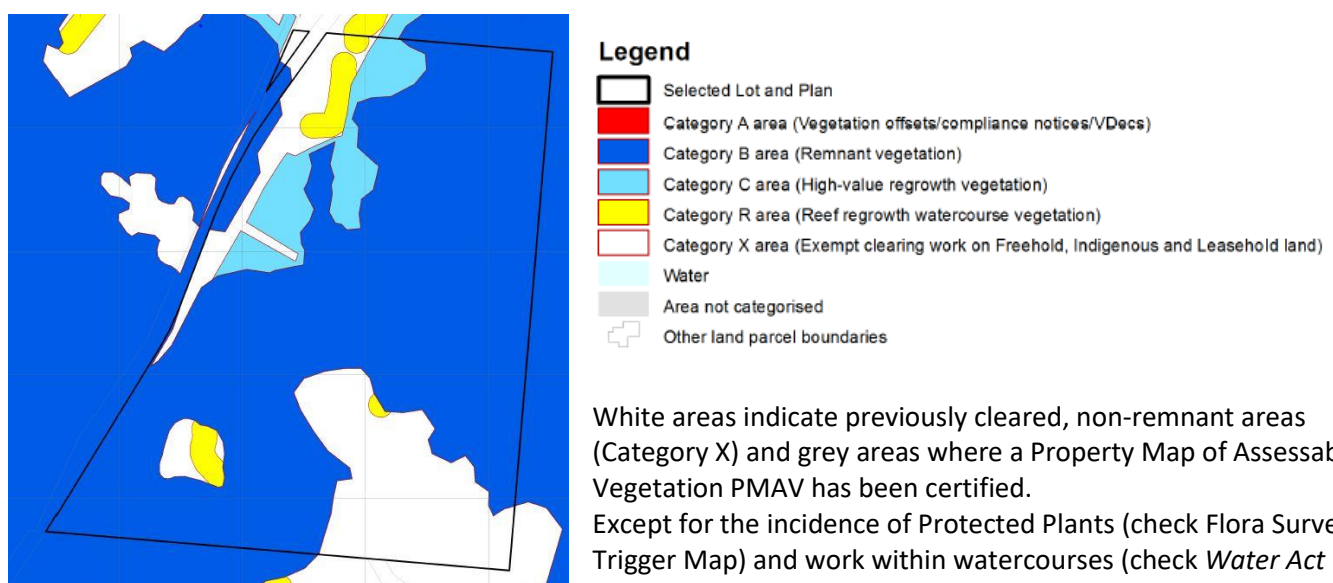 Legend
Selected Lot and Plan
Category A area (Vegetation offsets/compliance notices/VDecs)
Category B area (Remnant vegetation)
Category C area (High-value regrowth vegetation)
Category R area (Reef regrowth watercourse vegetation)
Category X area (Exempt clearing work on Freehold, Indigenous and Leasehold land)
Water
Area not categorised
Other land parcel boundaries
White areas indicate previously cleared, non-remnant areas
(Category X) and grey areas where a Property Map of
Vegetation PMAV has been certified.
Except for the incidence of Protected Plants (check Flora
Trigger Map) and work within watercourses (check Water Act